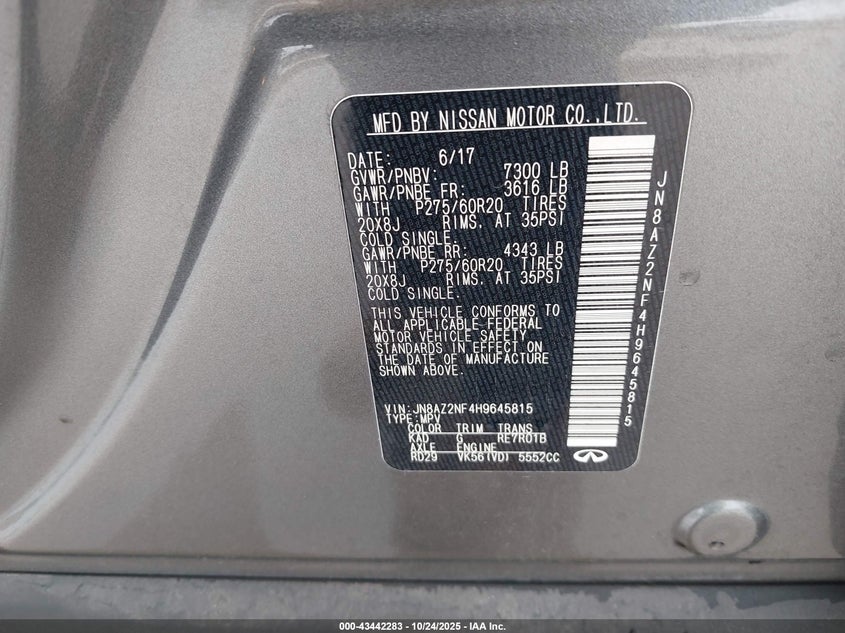 MFD BY NISSAN MOTOR CO.,LTD.
DATE: 6/17
GVWR/PNBV: 7300 LB
GAWR/PNBE FR: 3616 LB
WITH P275/60R20 TIRES
20X8J RIMS. AT 35PSI
COLD SINGLE.
GAWR/PNBE RR: 4343 LB
WITH P275/60R20 TIRES
20X8J RIMS. AT 35PSI
COLD SINGLE.
THIS VEHICLE CONFORMS TO
ALL APPLICABLE FEDERAL
MOTOR VEHICLE SAFETY
STANDARDS IN EFFECT ON
THE DATE OF MANUFACTURE
SHOWN ABOVE.
VIN:JN8AZ2NF4H9645815
TYPE:MPV
COLOR TRIM TRANS
KAD G RE7R01B
AXLE ENGINE
RD29 VK56(VD) 5552CC
JN8AZ2NF4H9645815
000-43442283 - 10/24/2025 - IAA Inc.